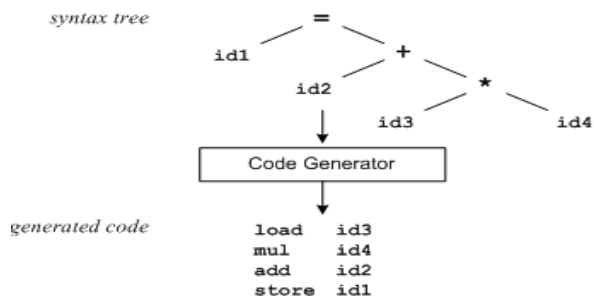 syntax tree
=
id1
+
id2
*
id3
id4
Code Generator
generated code
load id3
mul id4
add id2
store id1